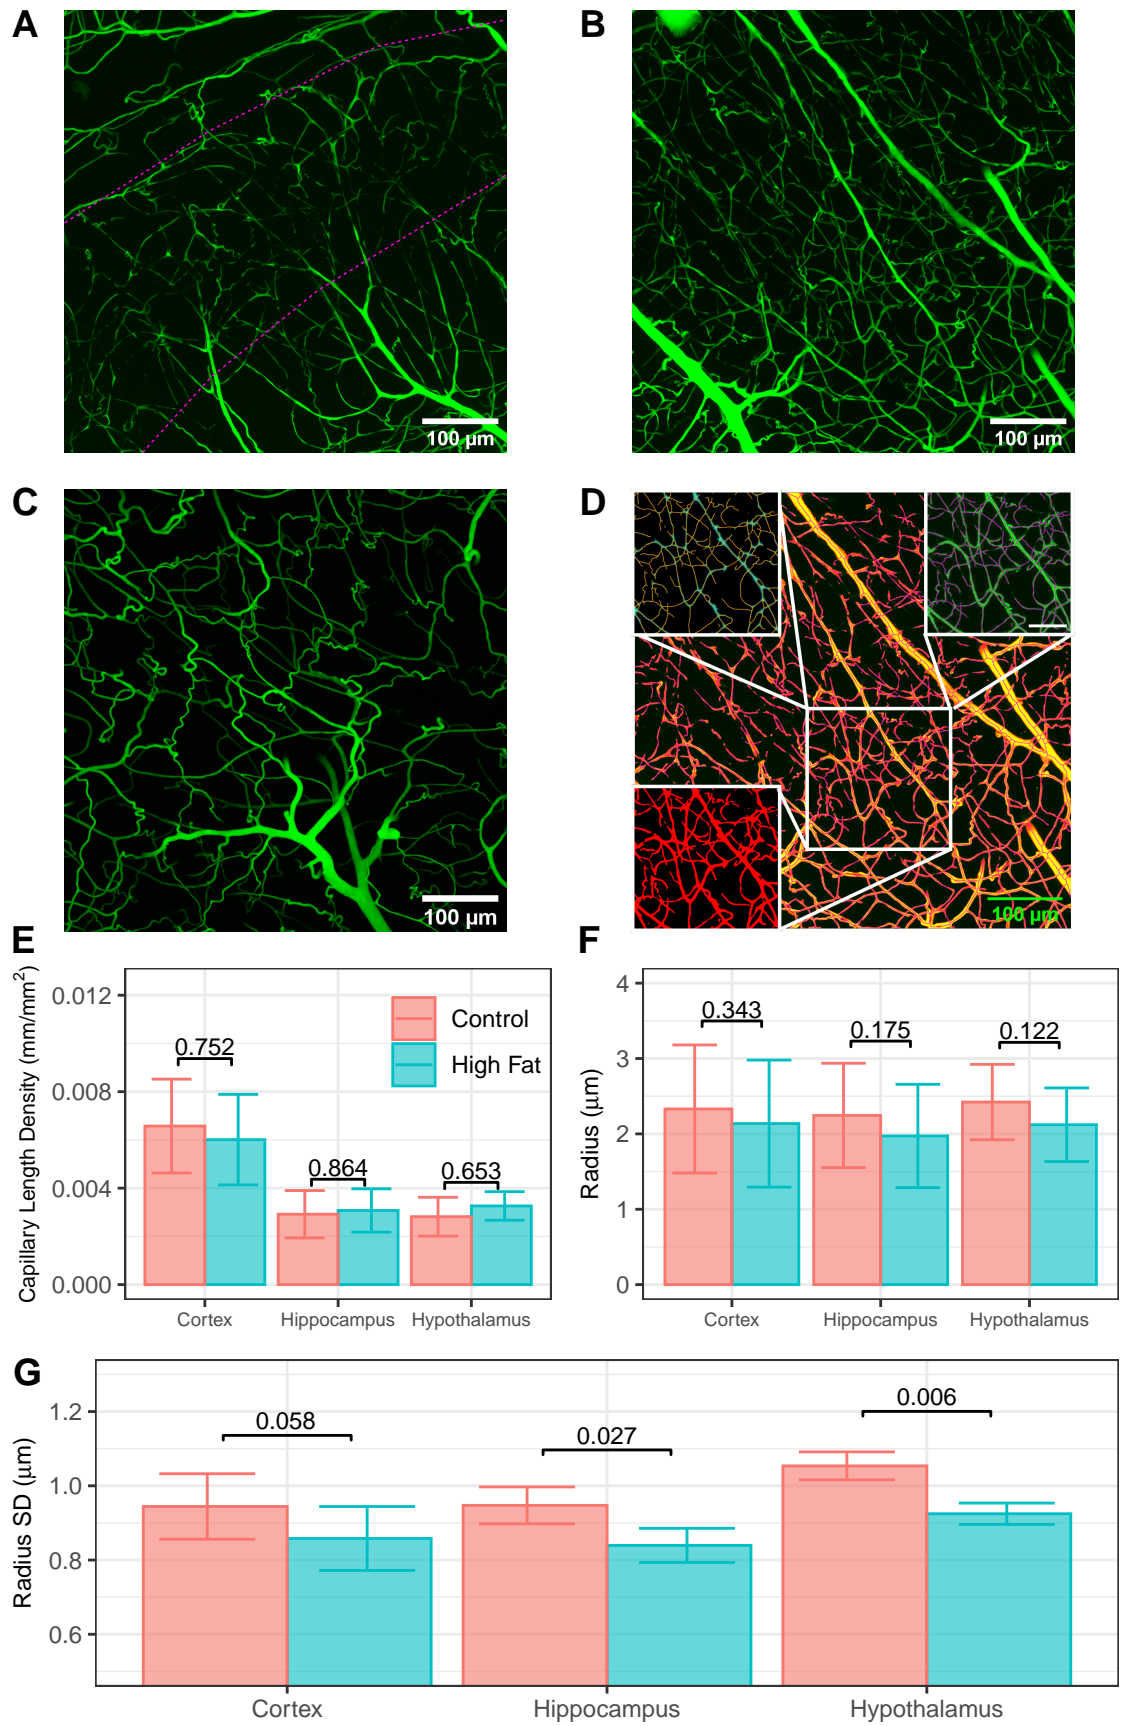 A
B
100 µm
100 µm
C
D
100 µm
100 µm
E
F
Capillary Length Density (mm/mm²)
0.012
0.008
0.004
0.000
0.752
0.864
0.653
Control
High Fat
Cortex
Hippocampus
Hypothalamus
Radius (µm)
4
3
2
1
0
0.343
0.175
0.122
Cortex
Hippocampus
Hypothalamus
G
Radius SD (µm)
1.2
1.0
0.8
0.6
0.058
0.027
0.006
Cortex
Hippocampus
Hypothalamus